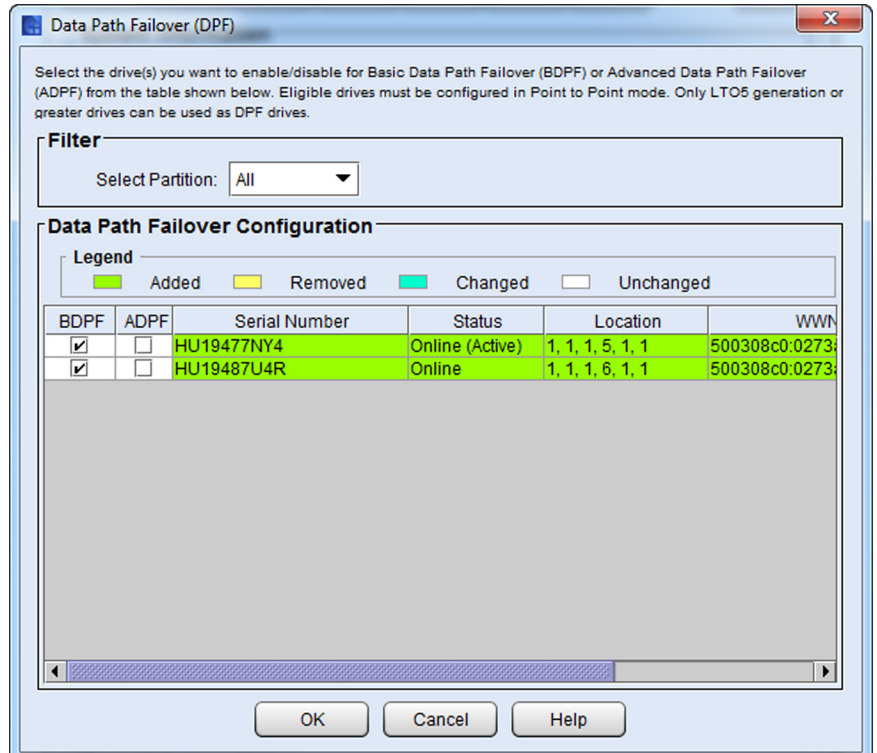 Data Path Failover (DPF)
Select the drive(s) you want to enable/disable for Basic Data Path Failover (BDPF) or Advanced Data Path Failover
(ADPF) from the table shown below. Eligible drives must be configured in Point to Point mode. Only LTO5 generation or
greater drives can be used as DPF drives.
Filter
Select Partition: All
Data Path Failover Configuration
Legend
Added Removed Changed Unchanged
BDPF ADPF Serial Number Status Location WWN
HU19477NY4 Online (Active) 1, 1, 1, 5, 1, 1 500308c0:0273a
HU19487U4R Online 1, 1, 1, 6, 1, 1 500308c0:0273a
OK Cancel Help